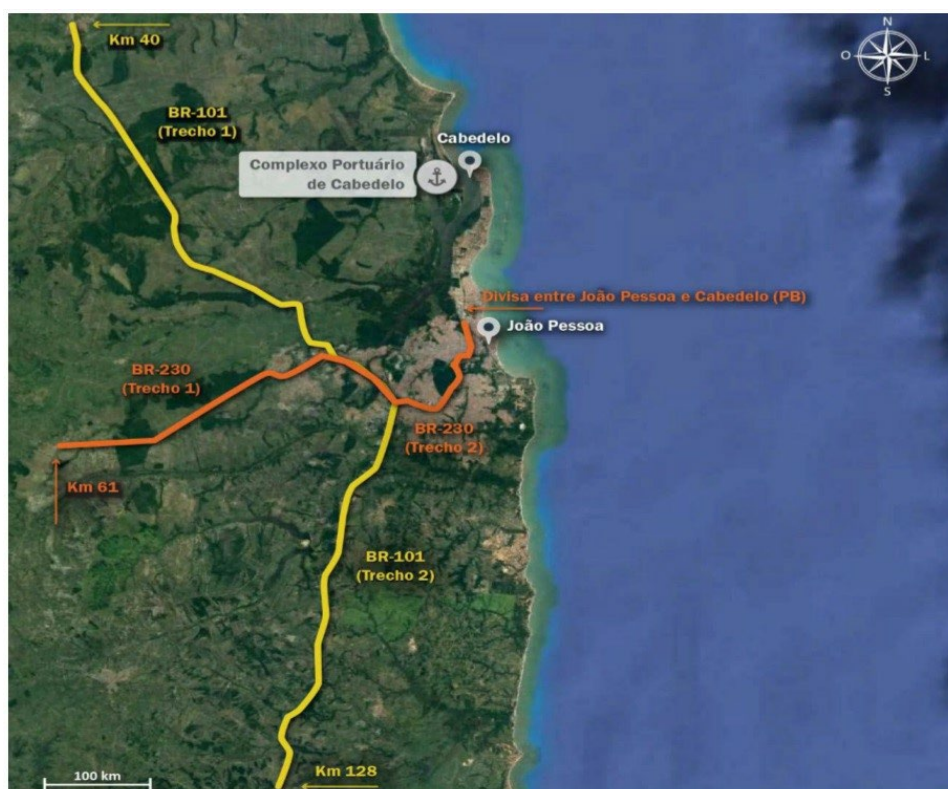 Km 40
N
O
L
S
BR-101
(Trecho 1)
Cabedelo
Complexo Portuário
de Cabedelo
Divisa entre João Pessoa e Cabedelo (PB)
João Pessoa
BR-230
(Trecho 1)
BR-230
(Trecho 2)
Km 61
BR-101
(Trecho 2)
Km 128
100 km